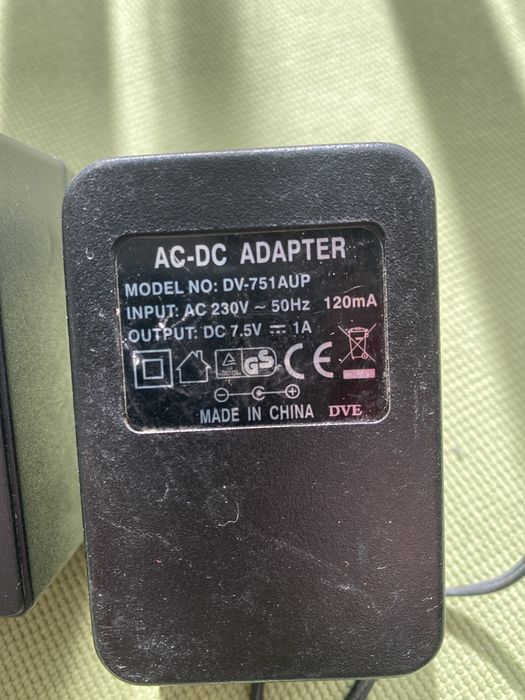 AC-DC ADAPTER
MODEL NO: DV-751AUP
INPUT: AC 230V ~ 50Hz 120mA
OUTPUT: DC 7.5V ⎓ 1A
GS CE
MADE IN CHINA DVE